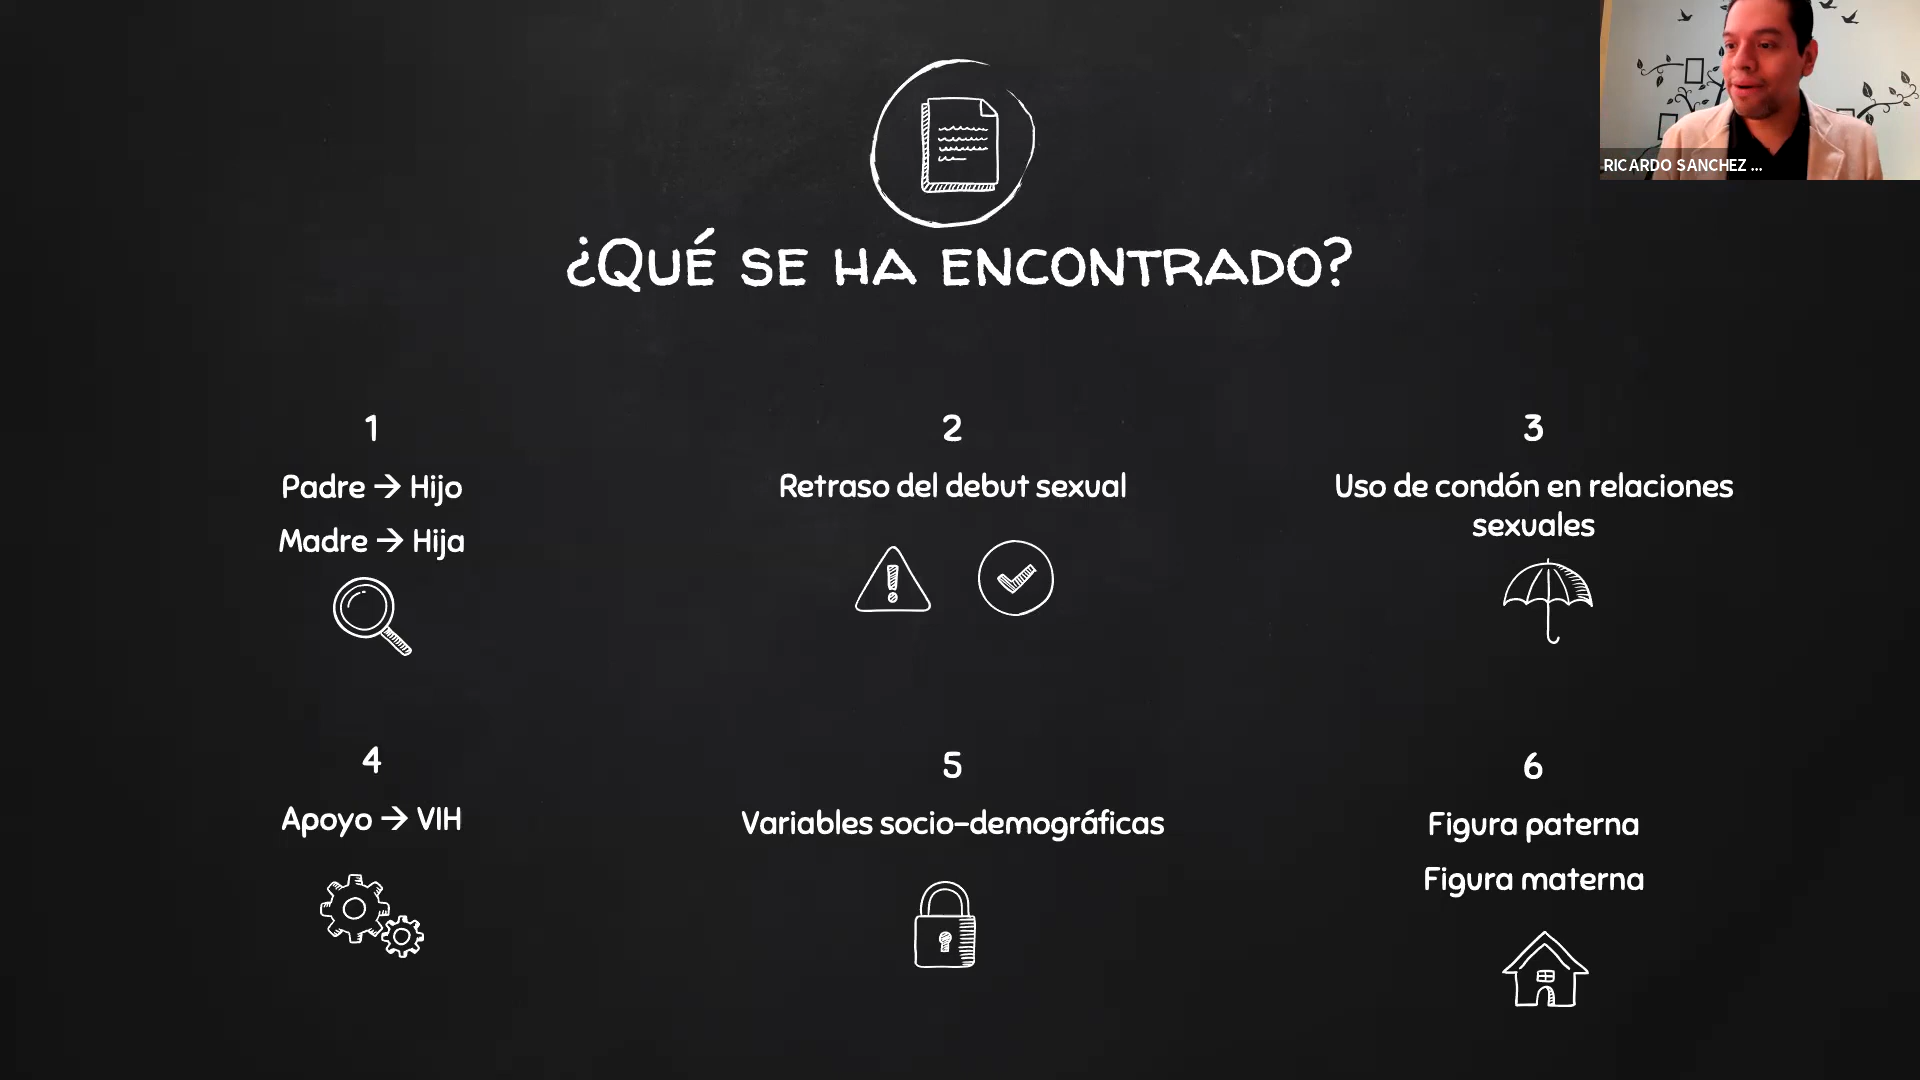 RICARDO SANCHEZ ...
¿QUÉ SE HA ENCONTRADO?
1
Padre → Hijo
Madre → Hija
2
Retraso del debut sexual
3
Uso de condón en relaciones
sexuales
4
Apoyo → VIH
5
Variables socio-demográficas
6
Figura paterna
Figura materna